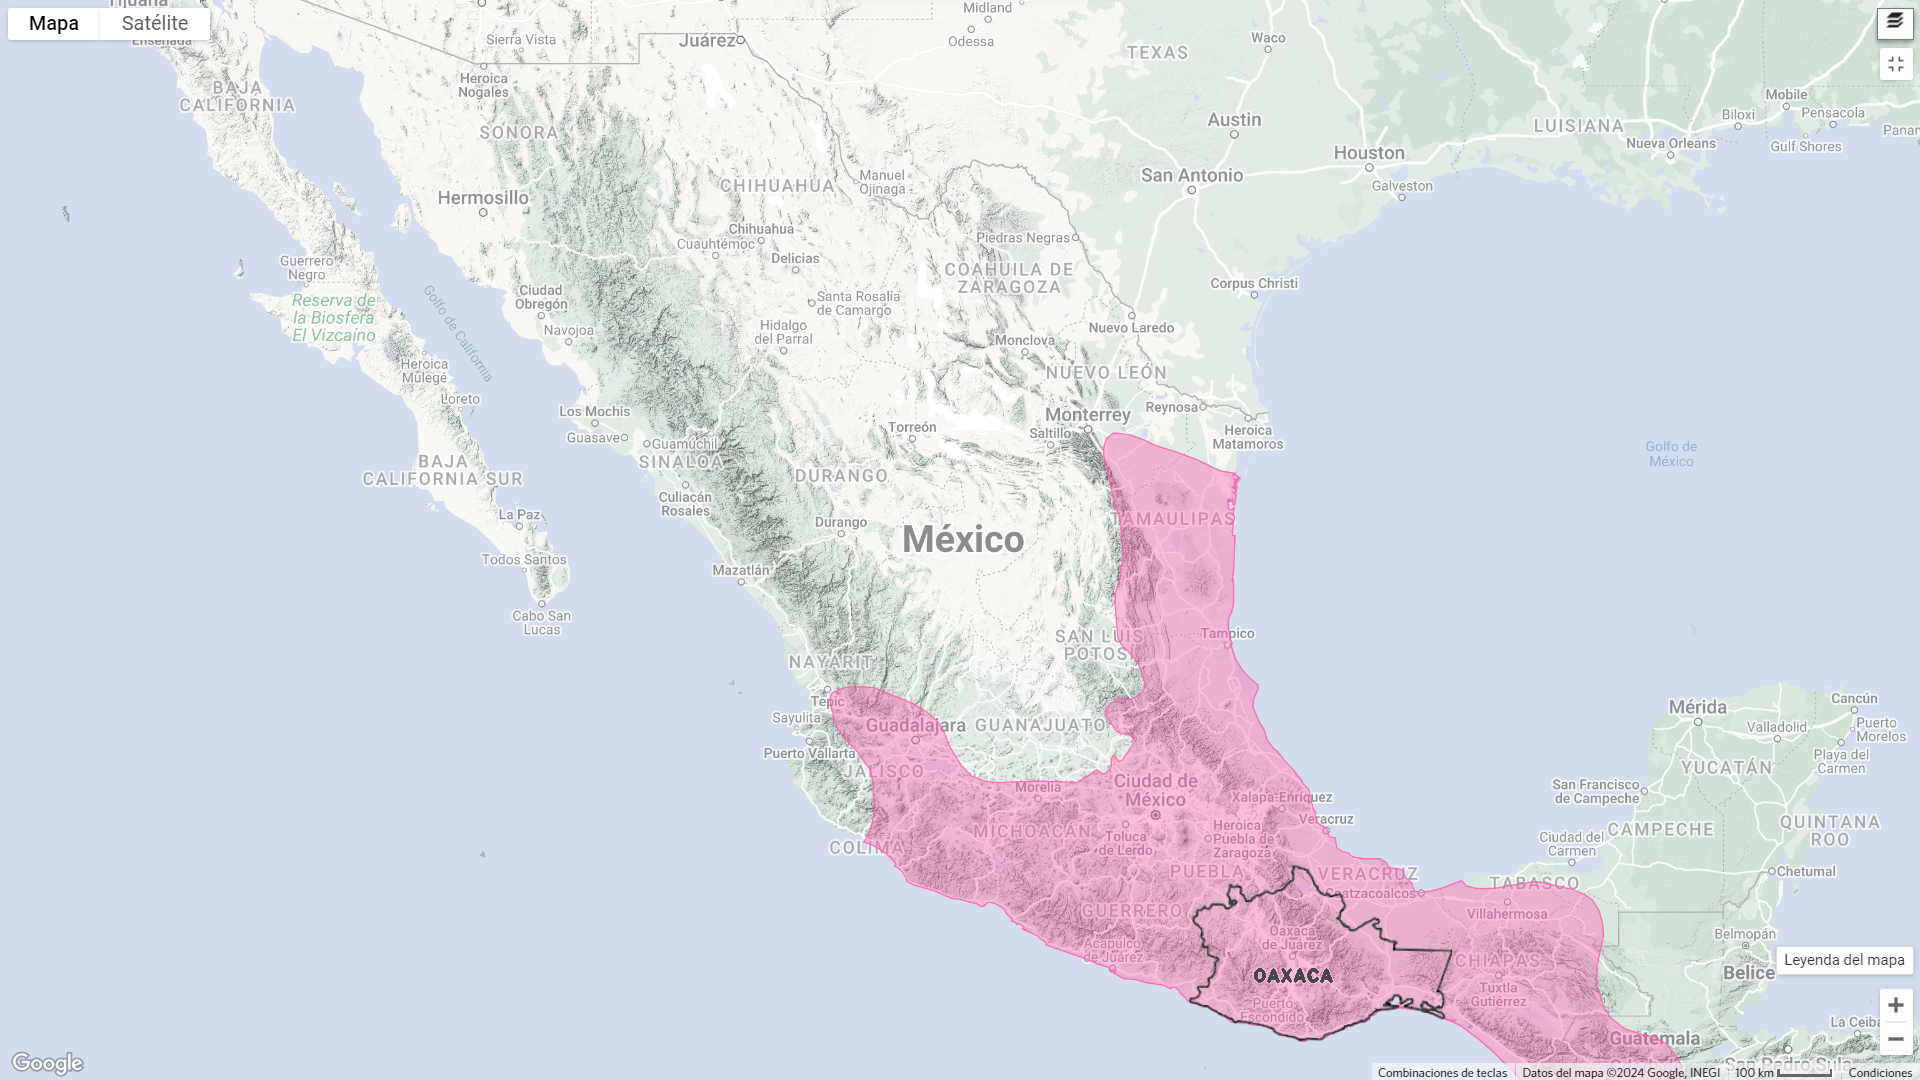 Tijuana
Mapa
Satélite
Ensenada
Sierra Vista
Juárez
Midland
Odessa
TEXAS
Waco
Heroica
Nogales
BAJA
CALIFORNIA
SONORA
Austin
LUISIANA
Mobile
Biloxi
Pensacola
Nueva Orleans
Gulf Shores
Houston
San Antonio
Galveston
Manuel
Ojinaga
CHIHUAHUA
Hermosillo
Chihuahua
Cuauhtémoc
Delicias
Piedras Negras
COAHUILA DE
ZARAGOZA
Corpus Christi
Guerrero
Negro
Reserva de
la Biosfera
El Vizcaíno
Golfo de California
Ciudad
Obregón
Navojoa
Santa Rosalía
de Camargo
Hidalgo
del Parral
Nuevo Laredo
Monclova
NUEVO LEÓN
Heroica
Mulegé
Loreto
Los Mochis
Guasave
Guamúchil
SINALOA
Torreón
Monterrey
Saltillo
Reynosa
Heroica
Matamoros
Golfo de
México
BAJA
CALIFORNIA SUR
DURANGO
Culiacán
Rosales
La Paz
Durango
TAMAULIPAS
México
Todos Santos
Mazatlán
Cabo San
Lucas
SAN LUIS
POTOSÍ
Tampico
NAYARIT
Tepic
Sayulita
Guadalajara
GUANAJUATO
Puerto Vallarta
JALISCO
Mérida
Cancún
Valladolid
Puerto
Morelos
Playa del
Carmen
YUCATÁN
Ciudad de
México
Morelia
Xalapa-Enríquez
San Francisco
de Campeche
Veracruz
COLIMA
MICHOACÁN
Toluca
de Lerdo
Heroica
Puebla de
Zaragoza
Ciudad del
Carmen
CAMPECHE
QUINTANA
ROO
PUEBLA
VERACRUZ
Coatzacoalcos
TABASCO
Chetumal
GUERRERO
Villahermosa
Acapulco
de Juárez
Oaxaca
de Juárez
OAXACA
CHIAPAS
Tuxtla
Gutiérrez
Belmopán
Belice
Leyenda del mapa
Puerto
Escondido
La Ceiba
Guatemala
San Pedro Sula
Google
Combinaciones de teclas
Datos del mapa ©2024 Google, INEGI
100 km
Condiciones